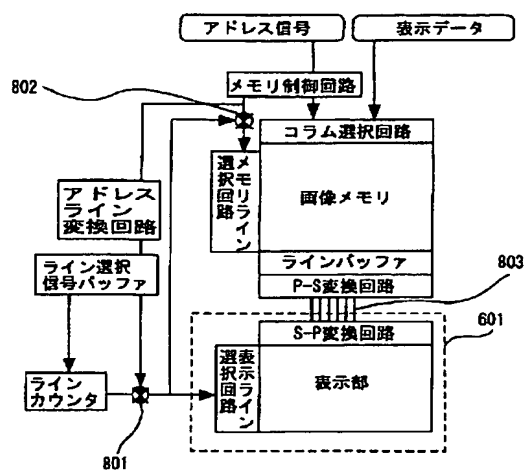 アドレス信号
表示データ
802
メモリ制御回路
コラム選択回路
メモリライン
選択回路
画像メモリ
アドレス
ライン
変換回路
ライン選択
信号バッファ
ラインバッファ
P-S変換回路
803
601
S-P変換回路
表示ライン
選択回路
表示部
ライン
カウンタ
801